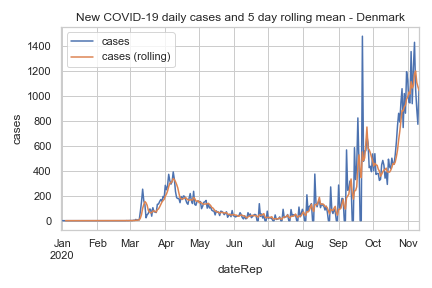 New COVID-19 daily cases and 5 day rolling mean - Denmark
cases
cases (rolling)
1400
1200
1000
800
600
400
200
0
cases
Jan Feb Mar Apr May Jun Jul Aug Sep Oct Nov
2020
dateRep